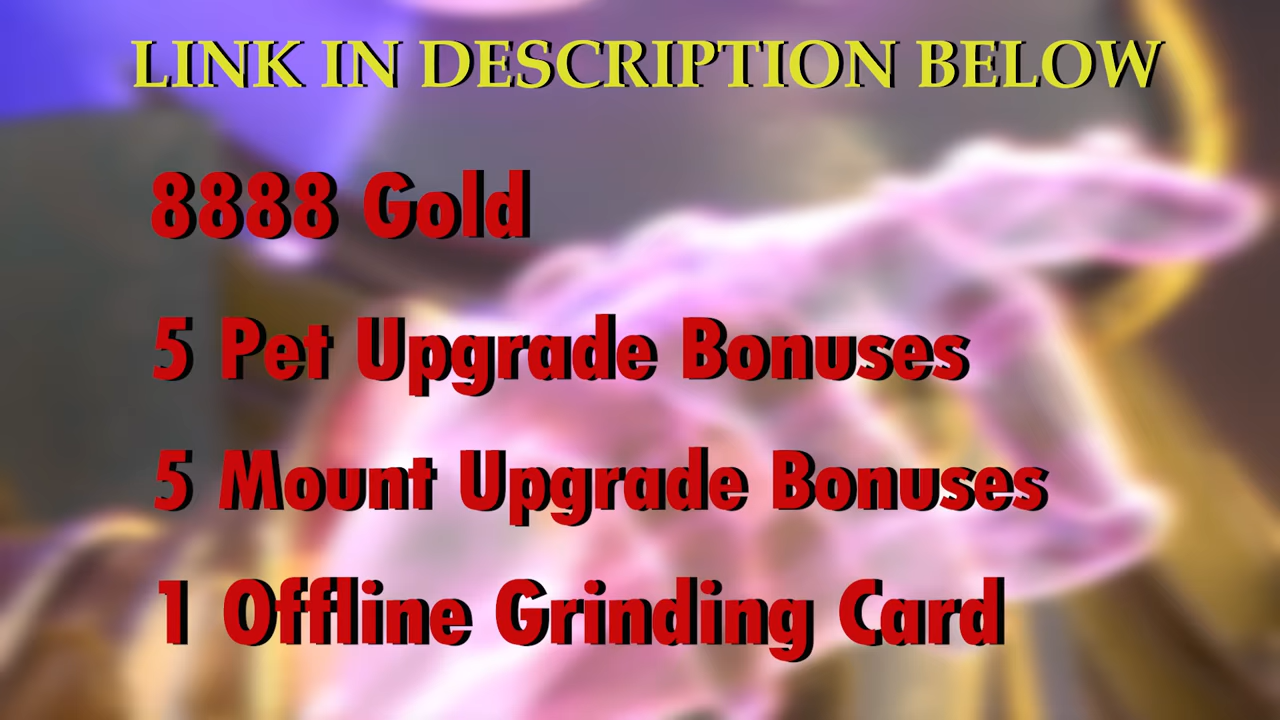 LINK IN DESCRIPTION BELOW
8888 Gold
5 Pet Upgrade Bonuses
5 Mount Upgrade Bonuses
1 Offline Grinding Card